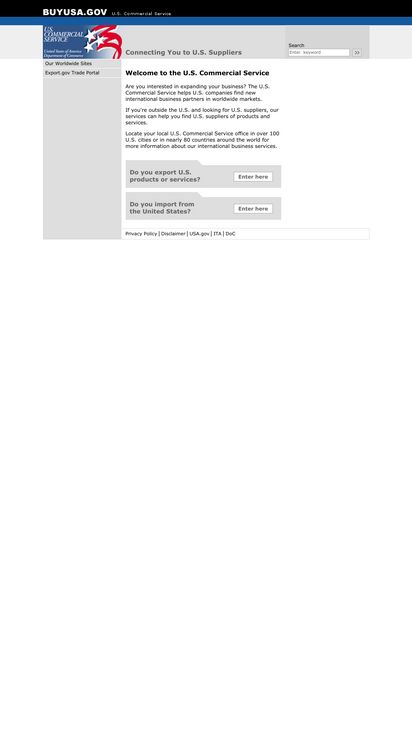 BUYUSA.GOV U.S. Commercial Service
U.S.
COMMERCIAL
SERVICE
United States of America
Department of Commerce
Connecting You to U.S. Suppliers
Search
Enter keyword
>>
Our Worldwide Sites
Export.gov Trade Portal
Welcome to the U.S. Commercial Service
Are you interested in expanding your business? The U.S.
Commercial Service helps U.S. companies find new
international business partners in worldwide markets.
If you're outside the U.S. and looking for U.S. suppliers, our
services can help you find U.S. suppliers of products and
services.
Locate your local U.S. Commercial Service office in over 100
U.S. cities or in nearly 80 countries around the world for
more information about our international business services.
Do you export U.S.
products or services?
Enter here
Do you import from
the United States?
Enter here
Privacy Policy | Disclaimer | USA.gov | ITA | DoC